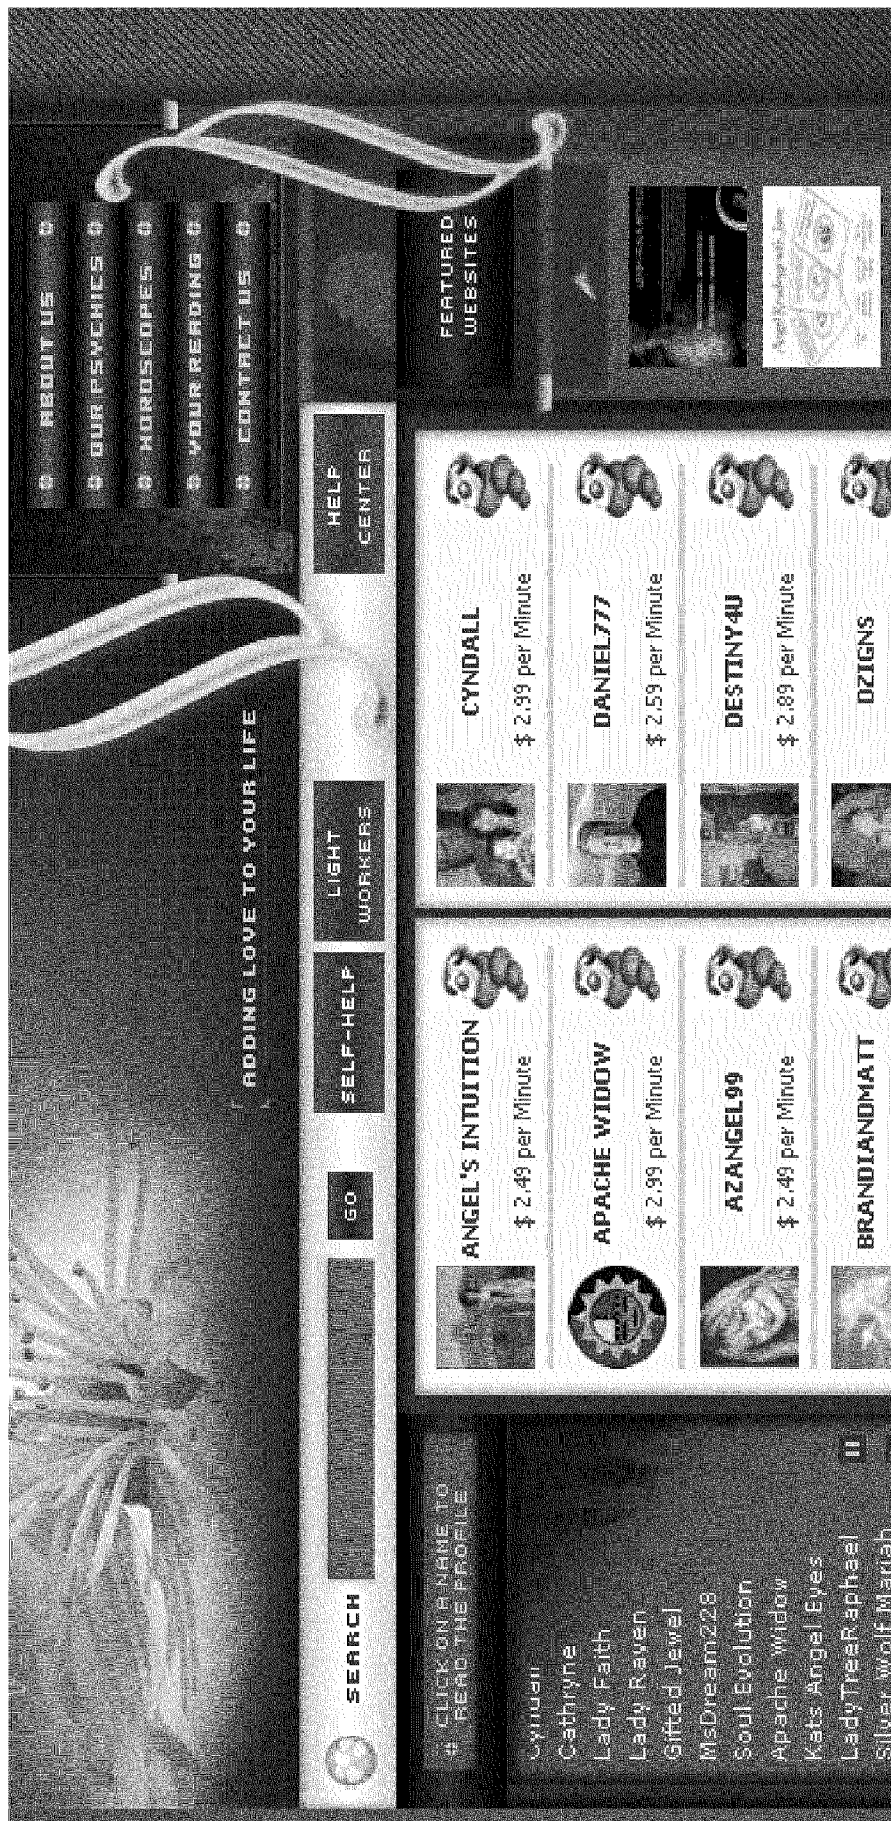 ABOUT US
OUR PSYCHICS
HOROSCOPES
YOUR READING
CONTACT US
ADDING LOVE TO YOUR LIFE
SEARCH
GO
SELF-HELP
LIGHT
WORKERS
HELP
CENTER
CLICK ON A NAME TO
READ THE PROFILE
Cathryne
Lady Faith
Lady Raven
Gifted Jewel
MsDream228
Soul Evolution
Apache Widow
Kats Angel Eyes
LadyTreeRaphael
Silver Wolf Mariah
ANGEL'S INTUITION
$ 2.49 per Minute
APACHE WIDOW
$ 2.99 per Minute
AZANGEL99
$ 2.49 per Minute
BRANDIANDMATT
CYNDALL
$ 2.99 per Minute
DANIEL777
$ 2.59 per Minute
DESTINY4U
$ 2.89 per Minute
DZIGNS
FEATURED
WEBSITES